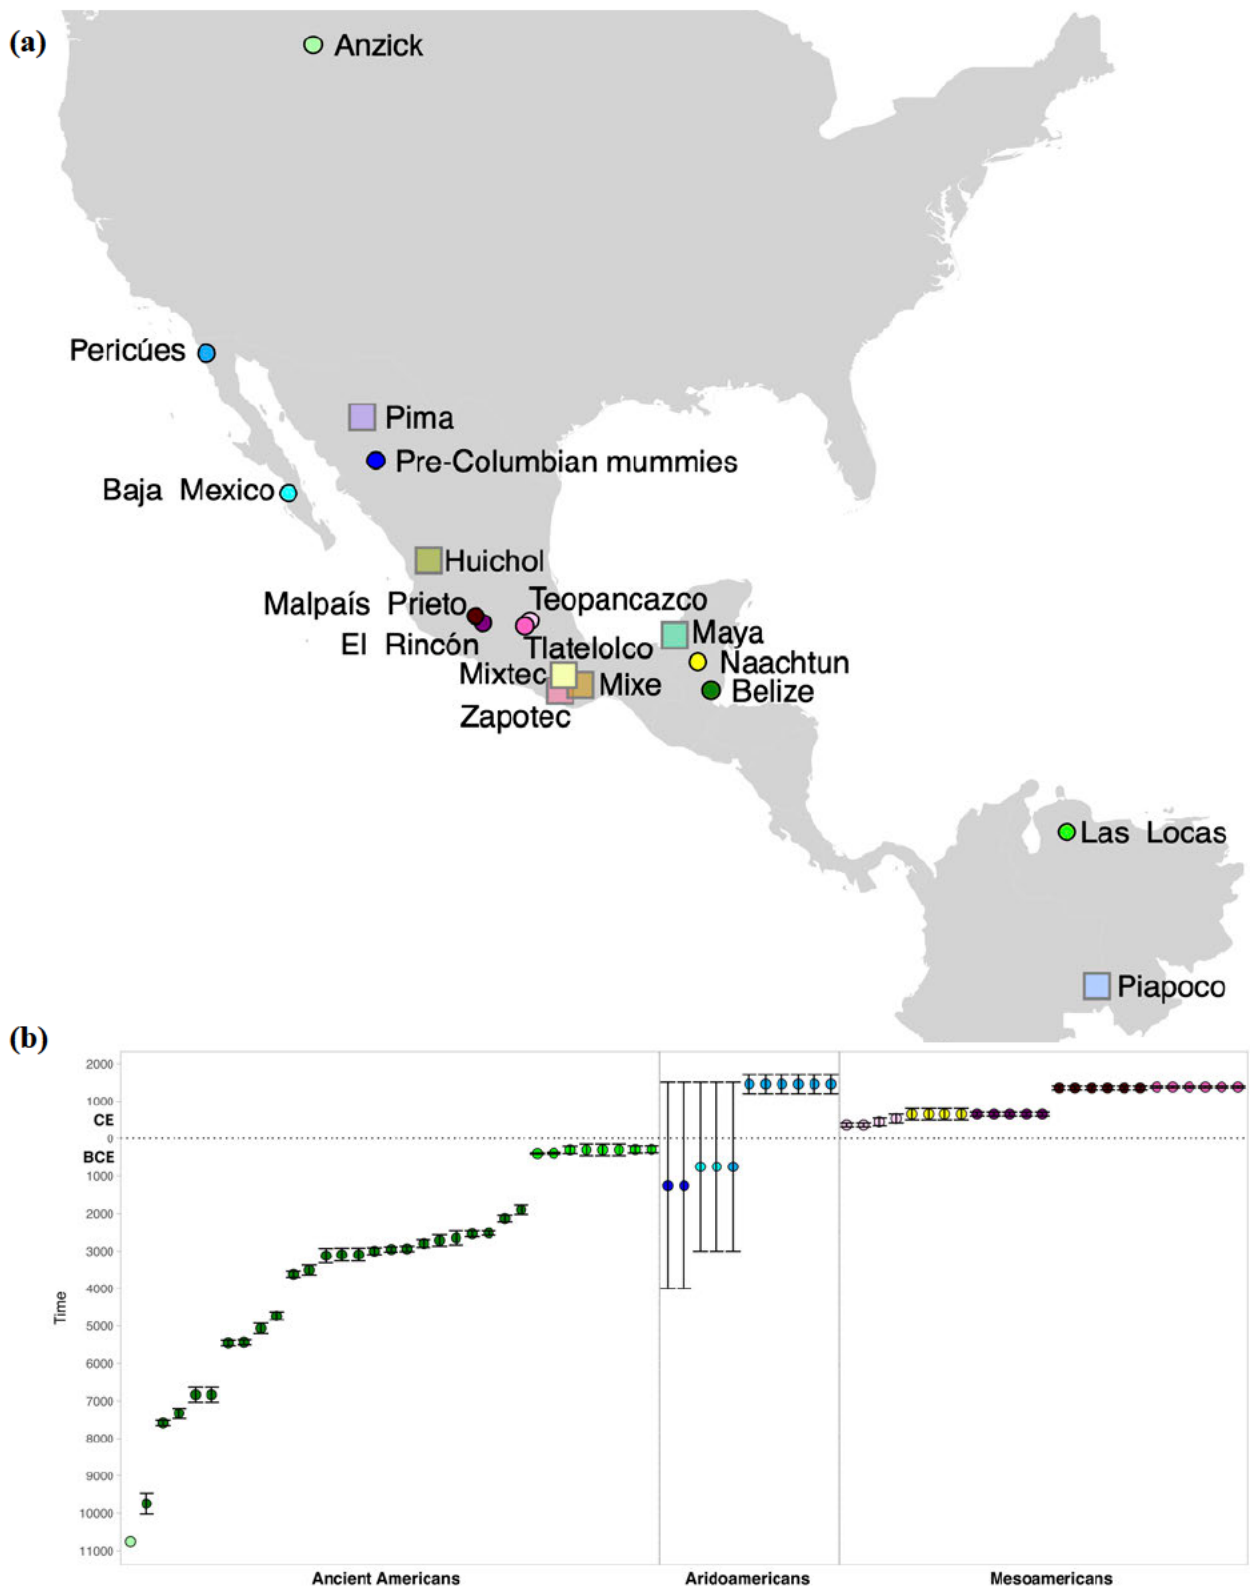 (a)
Anzick
Pericúes
Pima
Pre-Columbian mummies
Baja Mexico
Huichol
Malpaís Prieto
Teopancazco
El Rincón
Tlatelolco
Maya
Naachtun
Mixtec
Mixe
Belize
Zapotec
Las Locas
Piapoco
(b)
2000
1000
CE
0
BCE
1000
2000
3000
4000
5000
6000
7000
8000
9000
10000
11000
Time
Ancient Americans
Aridoamericans
Mesoamericans